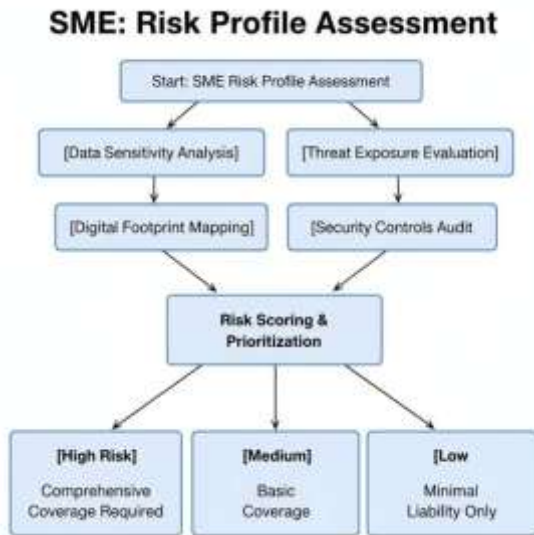 SME: Risk Profile Assessment
Start: SME Risk Profile Assessment
[Data Sensitivity Analysis]
[Threat Exposure Evaluation]
[Digital Footprint Mapping]
[Security Controls Audit
Risk Scoring &
Prioritization
[High Risk]
Comprehensive
Coverage Required
[Medium]
Basic
Coverage
[Low
Minimal
Liability Only